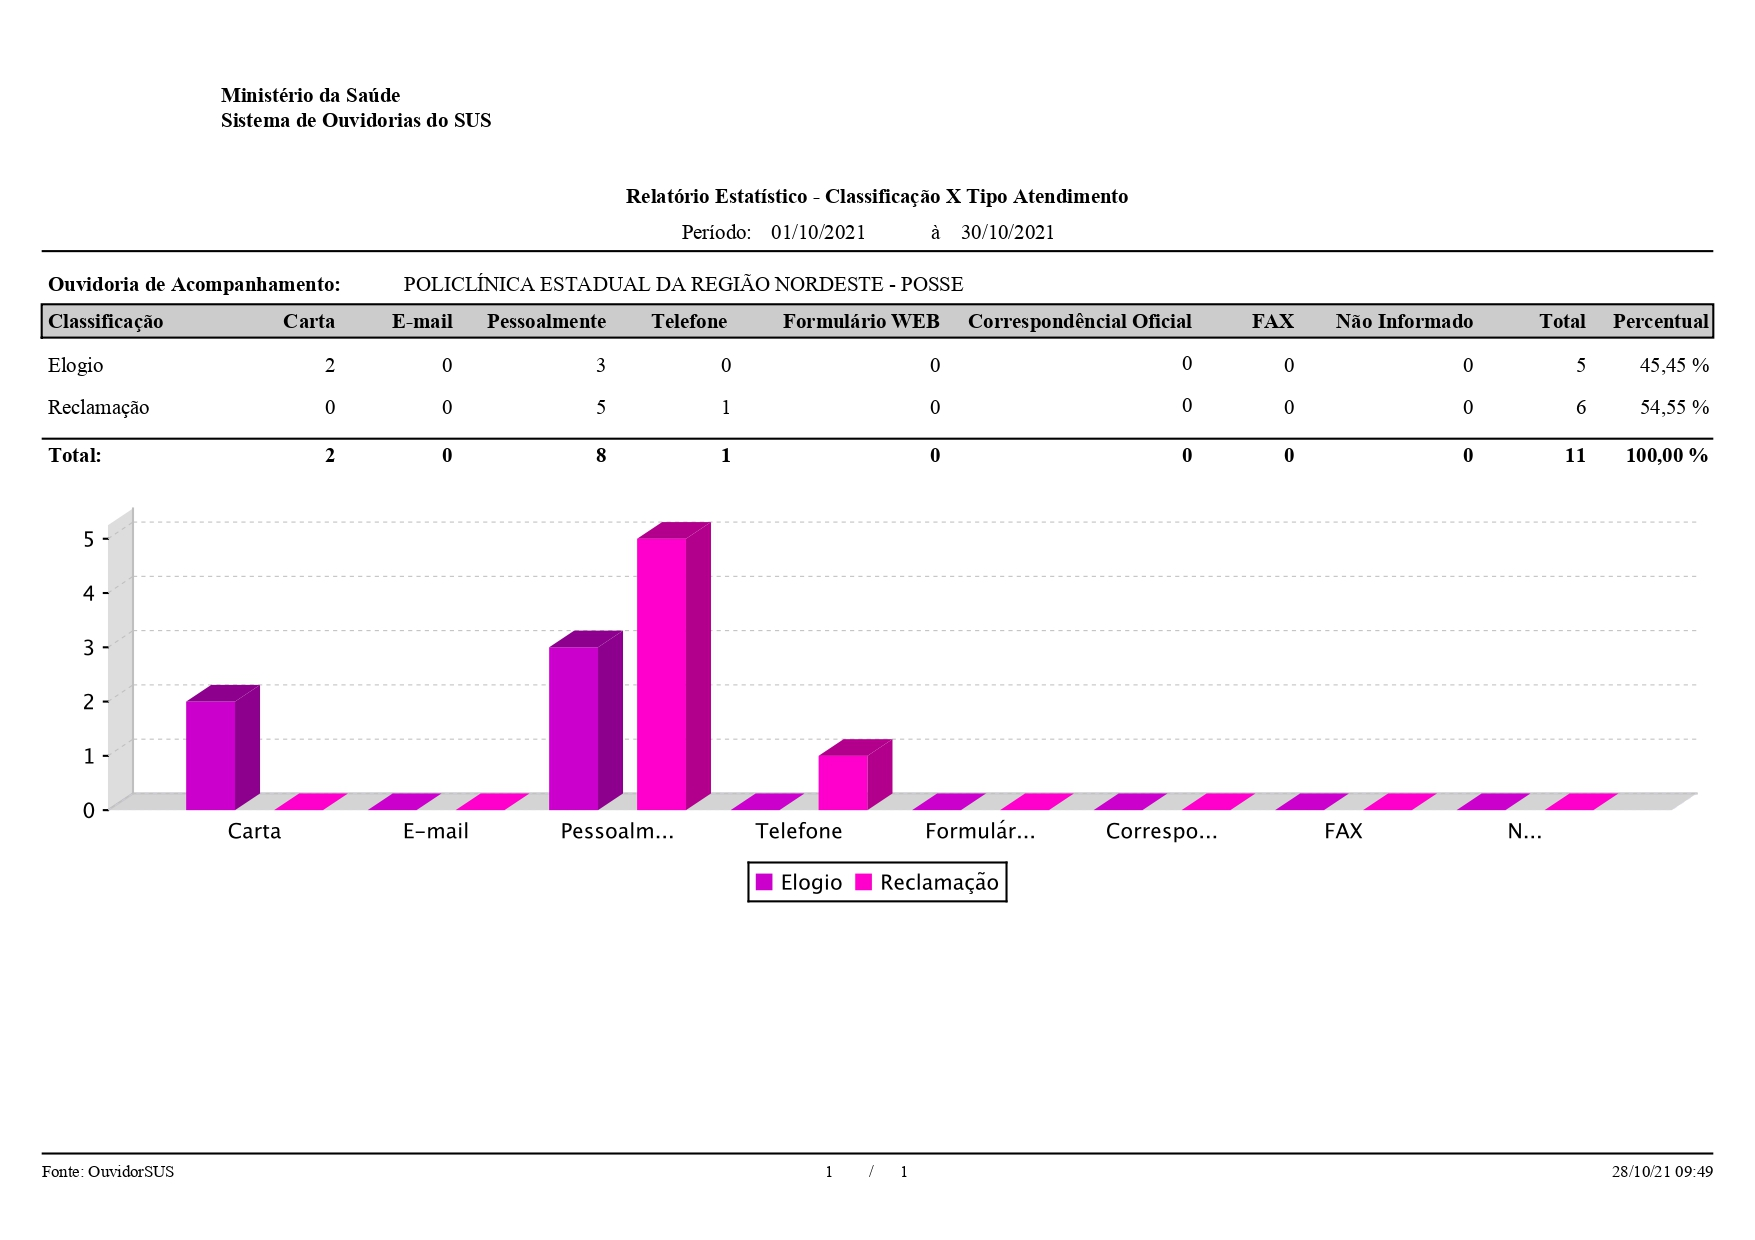 Ministério da Saúde
Sistema de Ouvidorias do SUS
Relatório Estatístico - Classificação X Tipo Atendimento
Período: 01/10/2021 à 30/10/2021
Ouvidoria de Acompanhamento: POLICLÍNICA ESTADUAL DA REGIÃO NORDESTE - POSSE
Classificação Carta E-mail Pessoalmente Telefone Formulário WEB Correspondêncial Oficial FAX Não Informado Total Percentual
Elogio 2 0 3 0 0 0 0 0 5 45,45 %
Reclamação 0 0 5 1 0 0 0 0 6 54,55 %
Total: 2 0 8 1 0 0 0 0 11 100,00 %
5
4
3
2
1
0
Carta E-mail Pessoalm... Telefone Formulár... Correspo... FAX N...
Elogio Reclamação
Fonte: OuvidorSUS 1 / 1 28/10/21 09:49